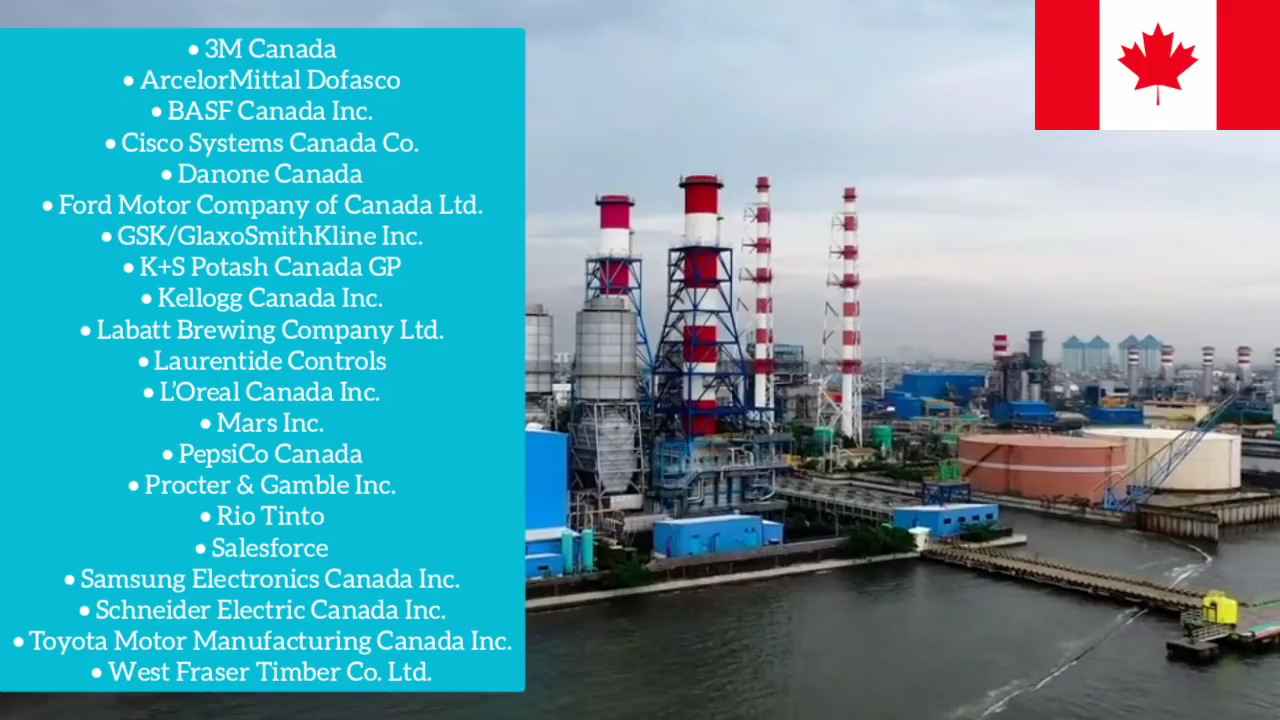 • 3M Canada
• ArcelorMittal Dofasco
• BASF Canada Inc.
• Cisco Systems Canada Co.
• Danone Canada
• Ford Motor Company of Canada Ltd.
• GSK/GlaxoSmithKline Inc.
• K+S Potash Canada GP
• Kellogg Canada Inc.
• Labatt Brewing Company Ltd.
• Laurentide Controls
• L’Oreal Canada Inc.
• Mars Inc.
• PepsiCo Canada
• Procter & Gamble Inc.
• Rio Tinto
• Salesforce
• Samsung Electronics Canada Inc.
• Schneider Electric Canada Inc.
• Toyota Motor Manufacturing Canada Inc.
• West Fraser Timber Co. Ltd.